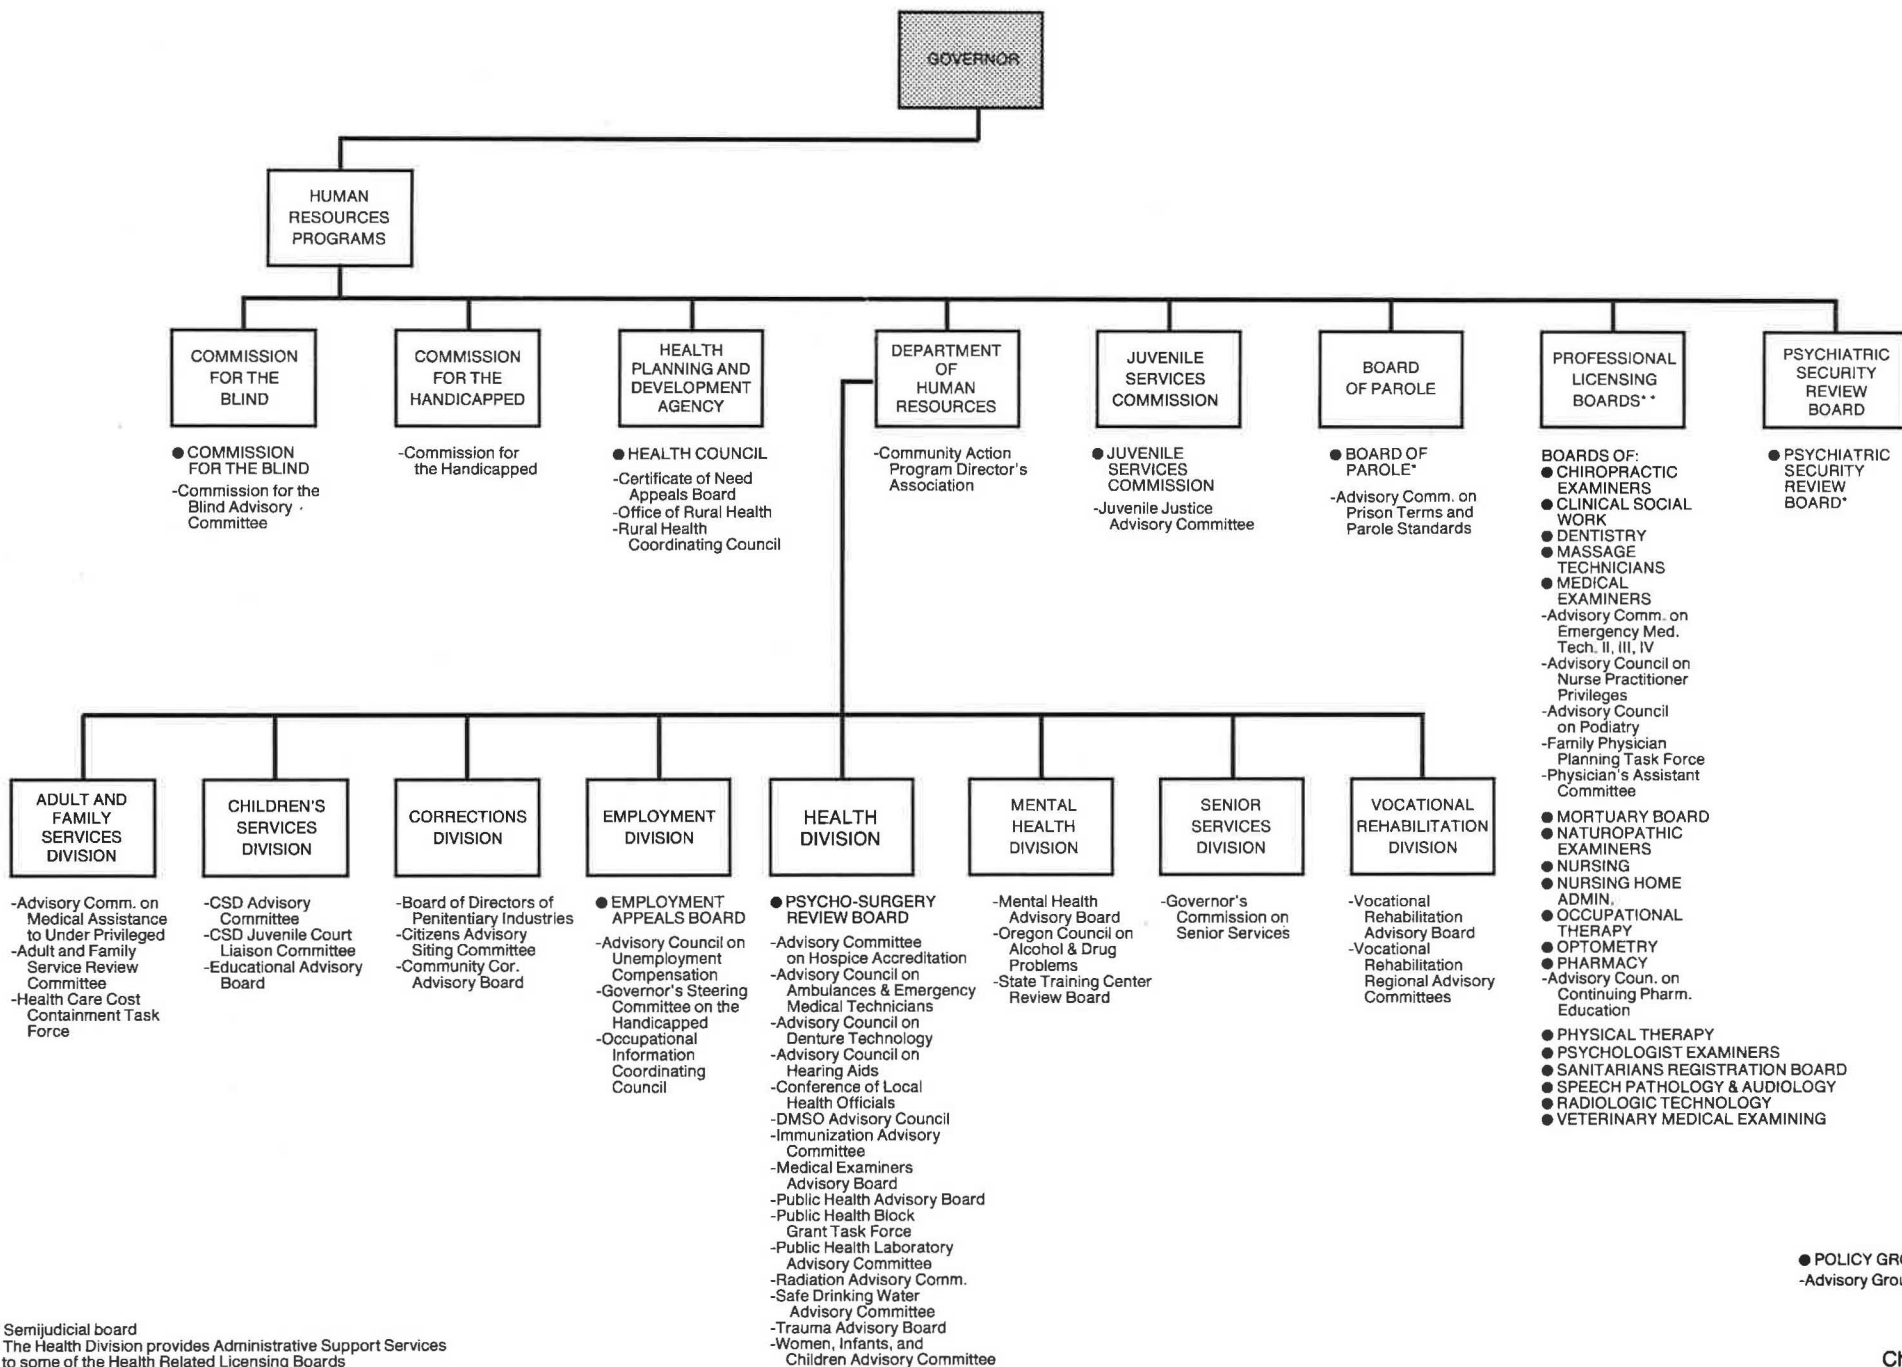 GOVERNOR
HUMAN
RESOURCES
PROGRAMS
COMMISSION
FOR THE
BLIND
● COMMISSION
FOR THE BLIND
-Commission for the
Blind Advisory
Committee
COMMISSION
FOR THE
HANDICAPPED
-Commission for
the Handicapped
HEALTH
PLANNING AND
DEVELOPMENT
AGENCY
● HEALTH COUNCIL
-Certificate of Need
Appeals Board
-Office of Rural Health
-Rural Health
Coordinating Council
DEPARTMENT
OF
HUMAN
RESOURCES
-Community Action
Program Director's
Association
JUVENILE
SERVICES
COMMISSION
● JUVENILE
SERVICES
COMMISSION
-Juvenile Justice
Advisory Committee
BOARD
OF PAROLE
● BOARD OF
PAROLE*
-Advisory Comm. on
Prison Terms and
Parole Standards
PROFESSIONAL
LICENSING
BOARDS**
BOARDS OF:
● CHIROPRACTIC
EXAMINERS
● CLINICAL SOCIAL
WORK
● DENTISTRY
● MASSAGE
TECHNICIANS
● MEDICAL
EXAMINERS
-Advisory Comm. on
Emergency Med.
Tech. II, III, IV
-Advisory Council on
Nurse Practitioner
Privileges
-Advisory Council
on Podiatry
-Family Physician
Planning Task Force
-Physician's Assistant
Committee
● MORTUARY BOARD
● NATUROPATHIC
EXAMINERS
● NURSING
● NURSING HOME
ADMIN.
● OCCUPATIONAL
THERAPY
● OPTOMETRY
● PHARMACY
-Advisory Coun. on
Continuing Pharm.
Education
● PHYSICAL THERAPY
● PSYCHOLOGIST EXAMINERS
● SANITARIANS REGISTRATION BOARD
● SPEECH PATHOLOGY & AUDIOLOGY
● RADIOLOGIC TECHNOLOGY
● VETERINARY MEDICAL EXAMINING
PSYCHIATRIC
SECURITY
REVIEW
BOARD
● PSYCHIATRIC
SECURITY
REVIEW
BOARD*
ADULT AND
FAMILY
SERVICES
DIVISION
-Advisory Comm. on
Medical Assistance
to Under Privileged
-Adult and Family
Service Review
Committee
-Health Care Cost
Containment Task
Force
CHILDREN'S
SERVICES
DIVISION
-CSD Advisory
Committee
-CSD Juvenile Court
Liaison Committee
-Educational Advisory
Board
CORRECTIONS
DIVISION
-Board of Directors of
Penitentiary Industries
-Citizens Advisory
Siting Committee
-Community Cor.
Advisory Board
EMPLOYMENT
DIVISION
● EMPLOYMENT
APPEALS BOARD
-Advisory Council on
Unemployment
Compensation
-Governor's Steering
Committee on the
Handicapped
-Occupational
Information
Coordinating
Council
HEALTH
DIVISION
● PSYCHO-SURGERY
REVIEW BOARD
-Advisory Committee
on Hospice Accreditation
-Advisory Council on
Ambulances & Emergency
Medical Technicians
-Advisory Council on
Denture Technology
-Advisory Council on
Hearing Aids
-Conference of Local
Health Officials
-DMSO Advisory Council
-Immunization Advisory
Committee
-Medical Examiners
Advisory Board
-Public Health Advisory Board
-Public Health Block
Grant Task Force
-Public Health Laboratory
Advisory Committee
-Radiation Advisory Comm.
-Safe Drinking Water
Advisory Committee
-Trauma Advisory Board
-Women, Infants, and
Children Advisory Committee
MENTAL
HEALTH
DIVISION
-Mental Health
Advisory Board
-Oregon Council on
Alcohol & Drug
Problems
-State Training Center
Review Board
SENIOR
SERVICES
DIVISION
-Governor's
Commission on
Senior Services
VOCATIONAL
REHABILITATION
DIVISION
-Vocational
Rehabilitation
Advisory Board
-Vocational
Rehabilitation
Regional Advisory
Committees
● POLICY
-Advisory
Semijudicial board
The Health Division provides Administrative Support Services
to some of the Health Related Licensing Boards